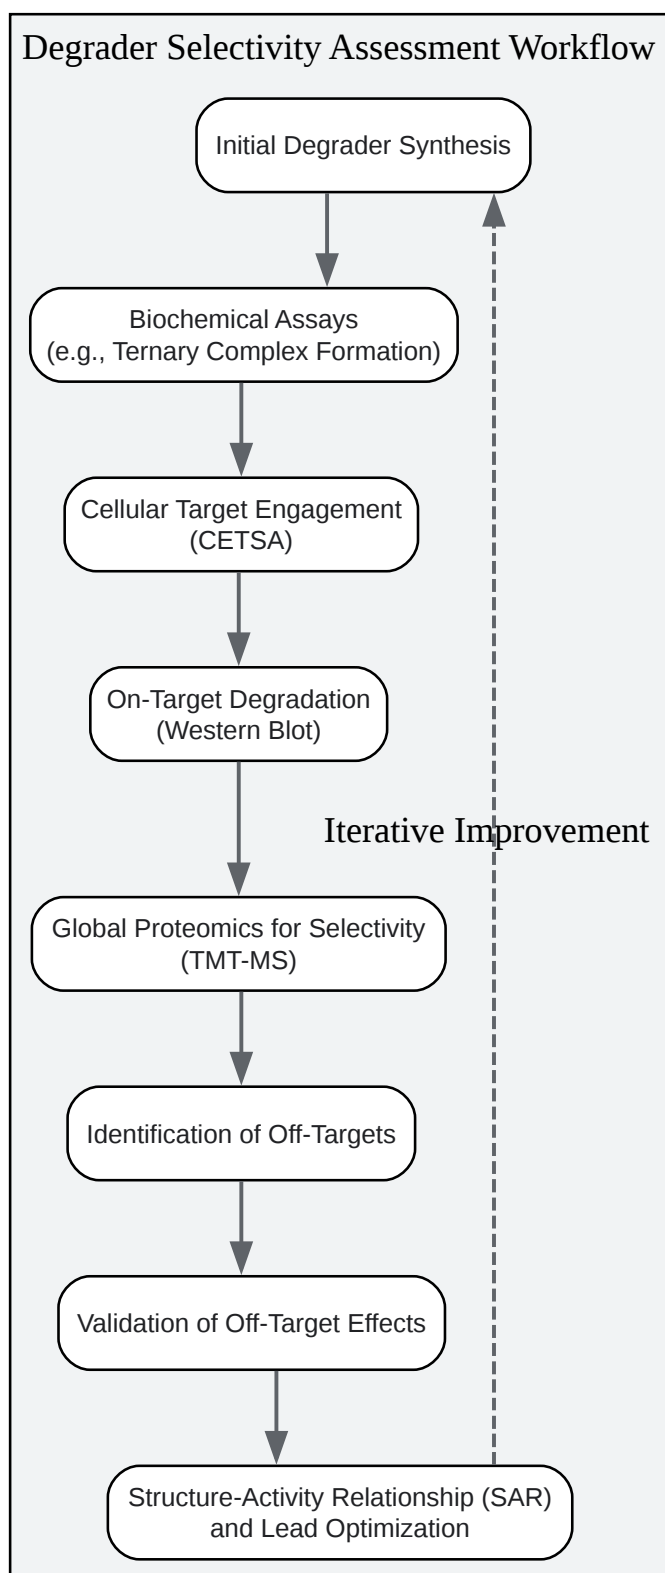 Degrader Selectivity Assessment Workflow
Initial Degrader Synthesis
Biochemical Assays
(e.g., Ternary Complex Formation)
Cellular Target Engagement
(CETSA)
On-Target Degradation
(Western Blot)
Iterative Improvement
Global Proteomics for Selectivity
(TMT-MS)
Identification of Off-Targets
Validation of Off-Target Effects
Structure-Activity Relationship (SAR)
and Lead Optimization